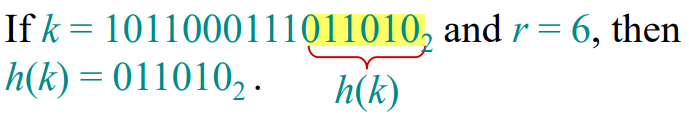 If k = 1011000111011010₂ and r = 6, then
h(k) = 011010₂ . h(k)